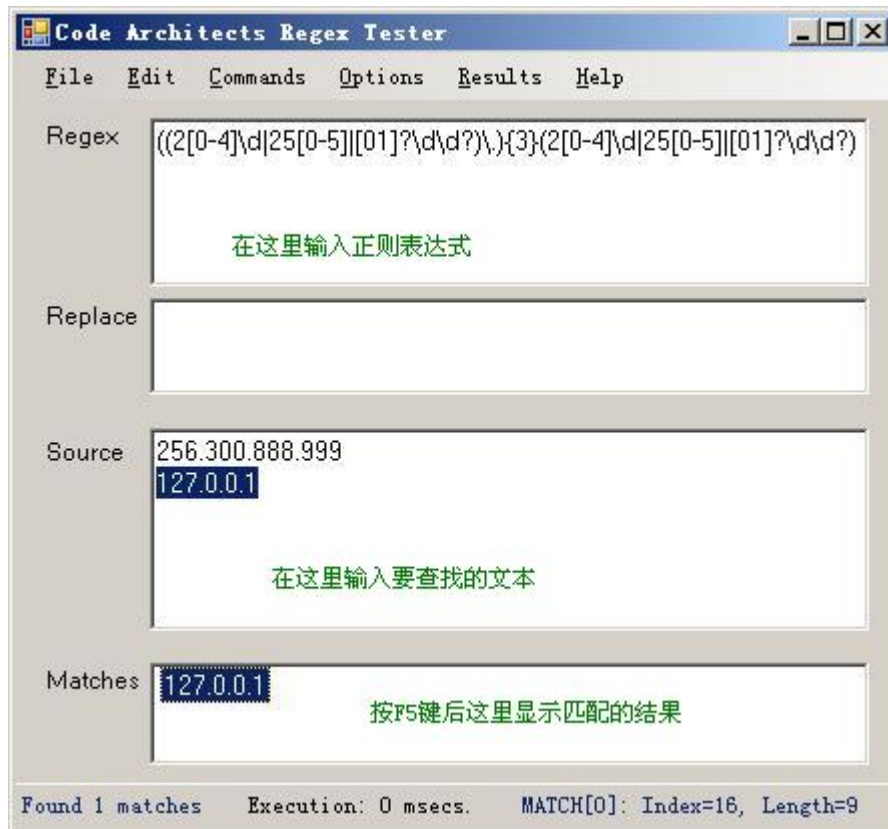 Code Architects Regex Tester
File Edit Commands Options Results Help
Regex
((2[0-4]\d|25[0-5]|[01]?\d\d?)\.){3}(2[0-4]\d|25[0-5]|[01]?\d\d?)
在这里输入正则表达式
Replace
Source
256.300.888.999
127.0.0.1
在这里输入要查找的文本
Matches
127.0.0.1
按F5键后这里显示匹配的结果
Found 1 matches Execution: 0 msecs. MATCH[0]: Index=16, Length=9